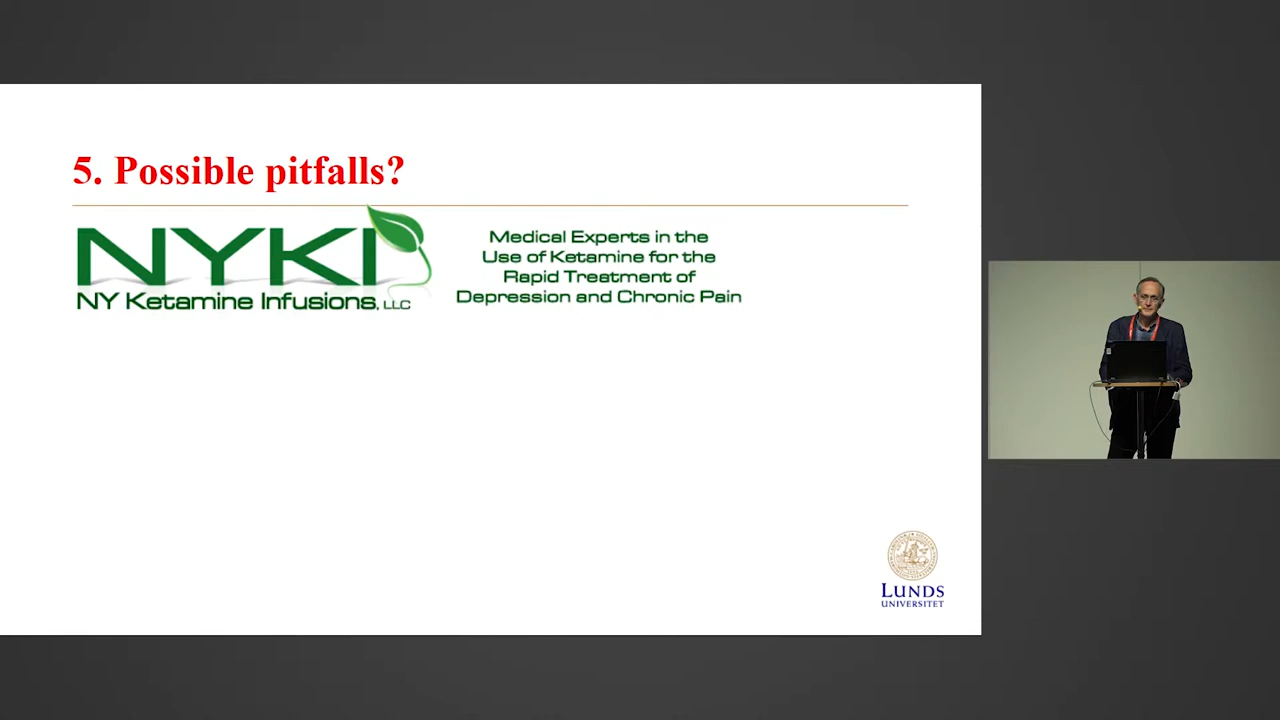 5. Possible pitfalls?
NYKI
NY Ketamine Infusions, LLC
Medical Experts in the
Use of Ketamine for the
Rapid Treatment of
Depression and Chronic Pain
LUNDS
UNIVERSITET